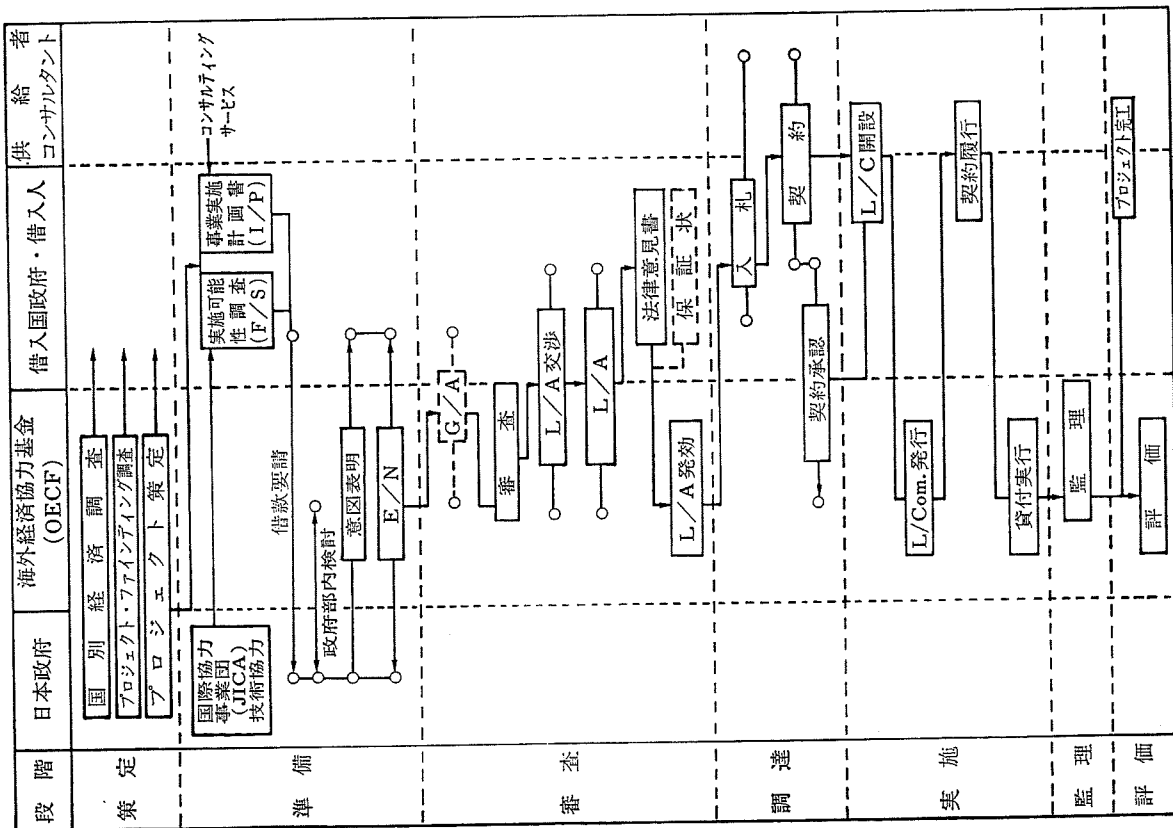 段階
日本政府
海外経済協力基金
(OECF)
借入国政府・借入人
供給者
コンサルタント
策定
国別経済調査
プロジェクト・ファインディング調査
プロジェクト策定
準備
国際協力
事業団
(JICA)
技術協力
実施可能
性調査
(F/S)
事業実施
計画書
(I/P)
コンサルティング
サービス
借款要請
政府部内検討
意図表明
E/N
審査
G/A
審査
L/A交渉
L/A
法律意見書
保証状
L/A発効
調達
入札
契約
契約承認
実施
L/C開設
L/Com.発行
契約履行
貸付実行
監理
監理
評価
プロジェクト完工
評価